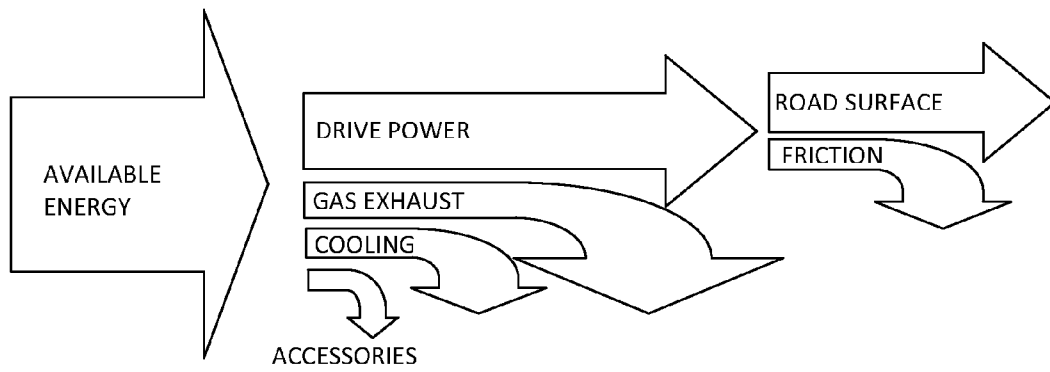 AVAILABLE
ENERGY
DRIVE POWER
GAS EXHAUST
COOLING
ACCESSORIES
ROAD SURFACE
FRICTION